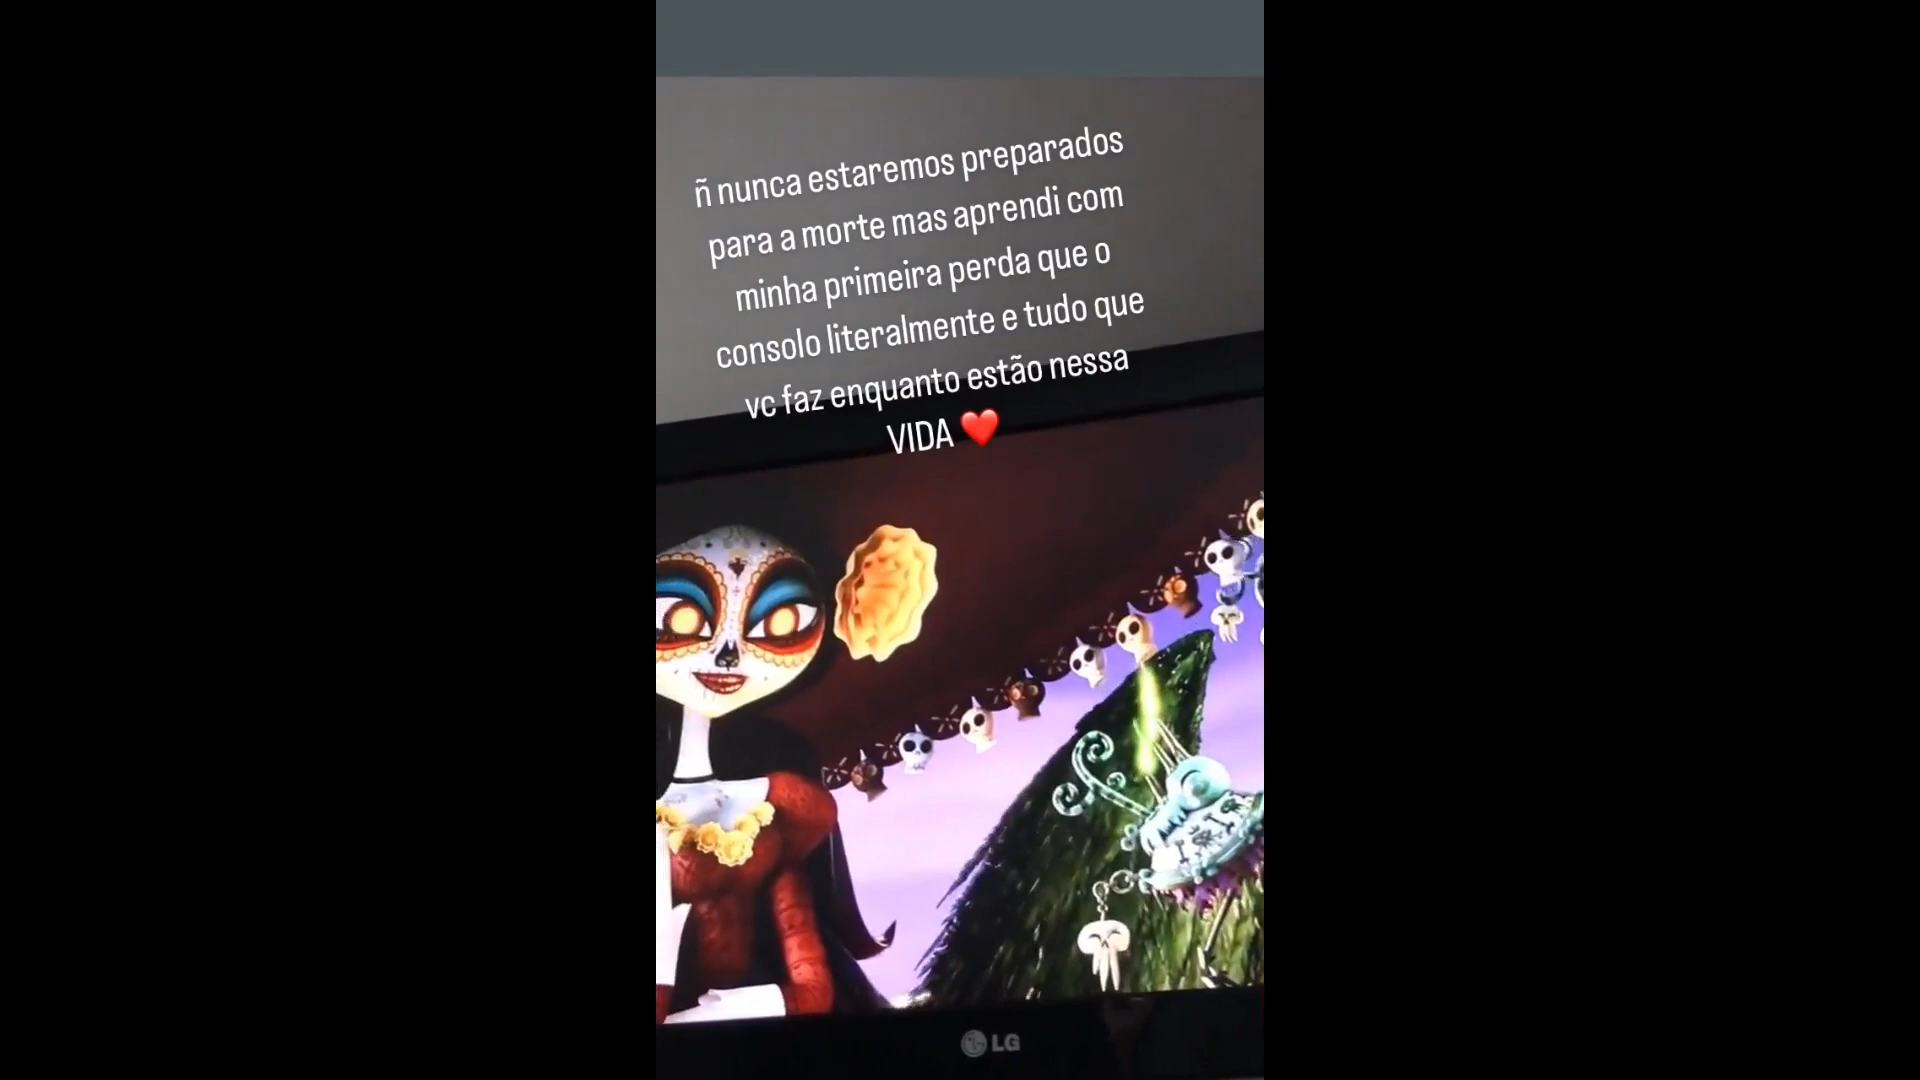 ñ nunca estaremos preparados
para a morte mas aprendi com
minha primeira perda que o
consolo literalmente e tudo que
vc faz enquanto estão nessa
VIDA ❤️
LG